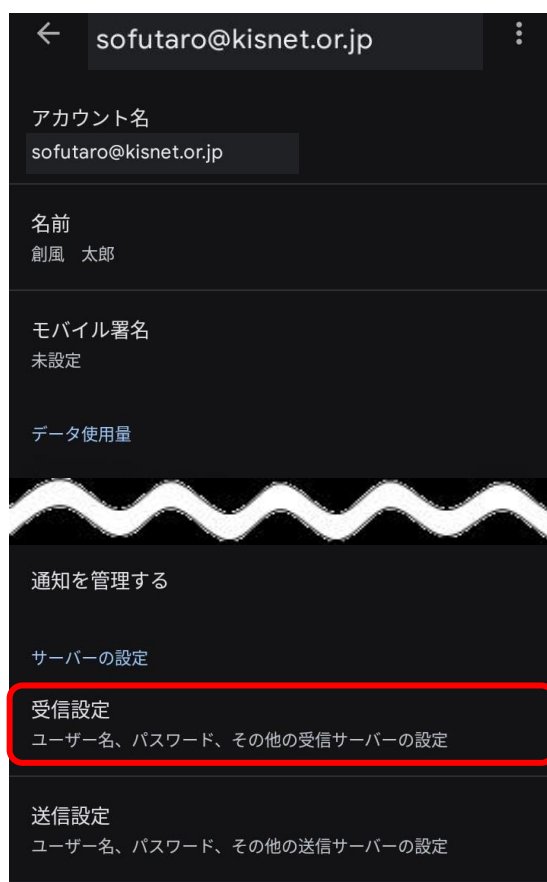 sofutaro@kisnet.or.jp
アカウント名
sofutaro@kisnet.or.jp
名前
創風　太郎
モバイル署名
未設定
データ使用量
通知を管理する
サーバーの設定
受信設定
ユーザー名、パスワード、その他の受信サーバーの設定
送信設定
ユーザー名、パスワード、その他の送信サーバーの設定